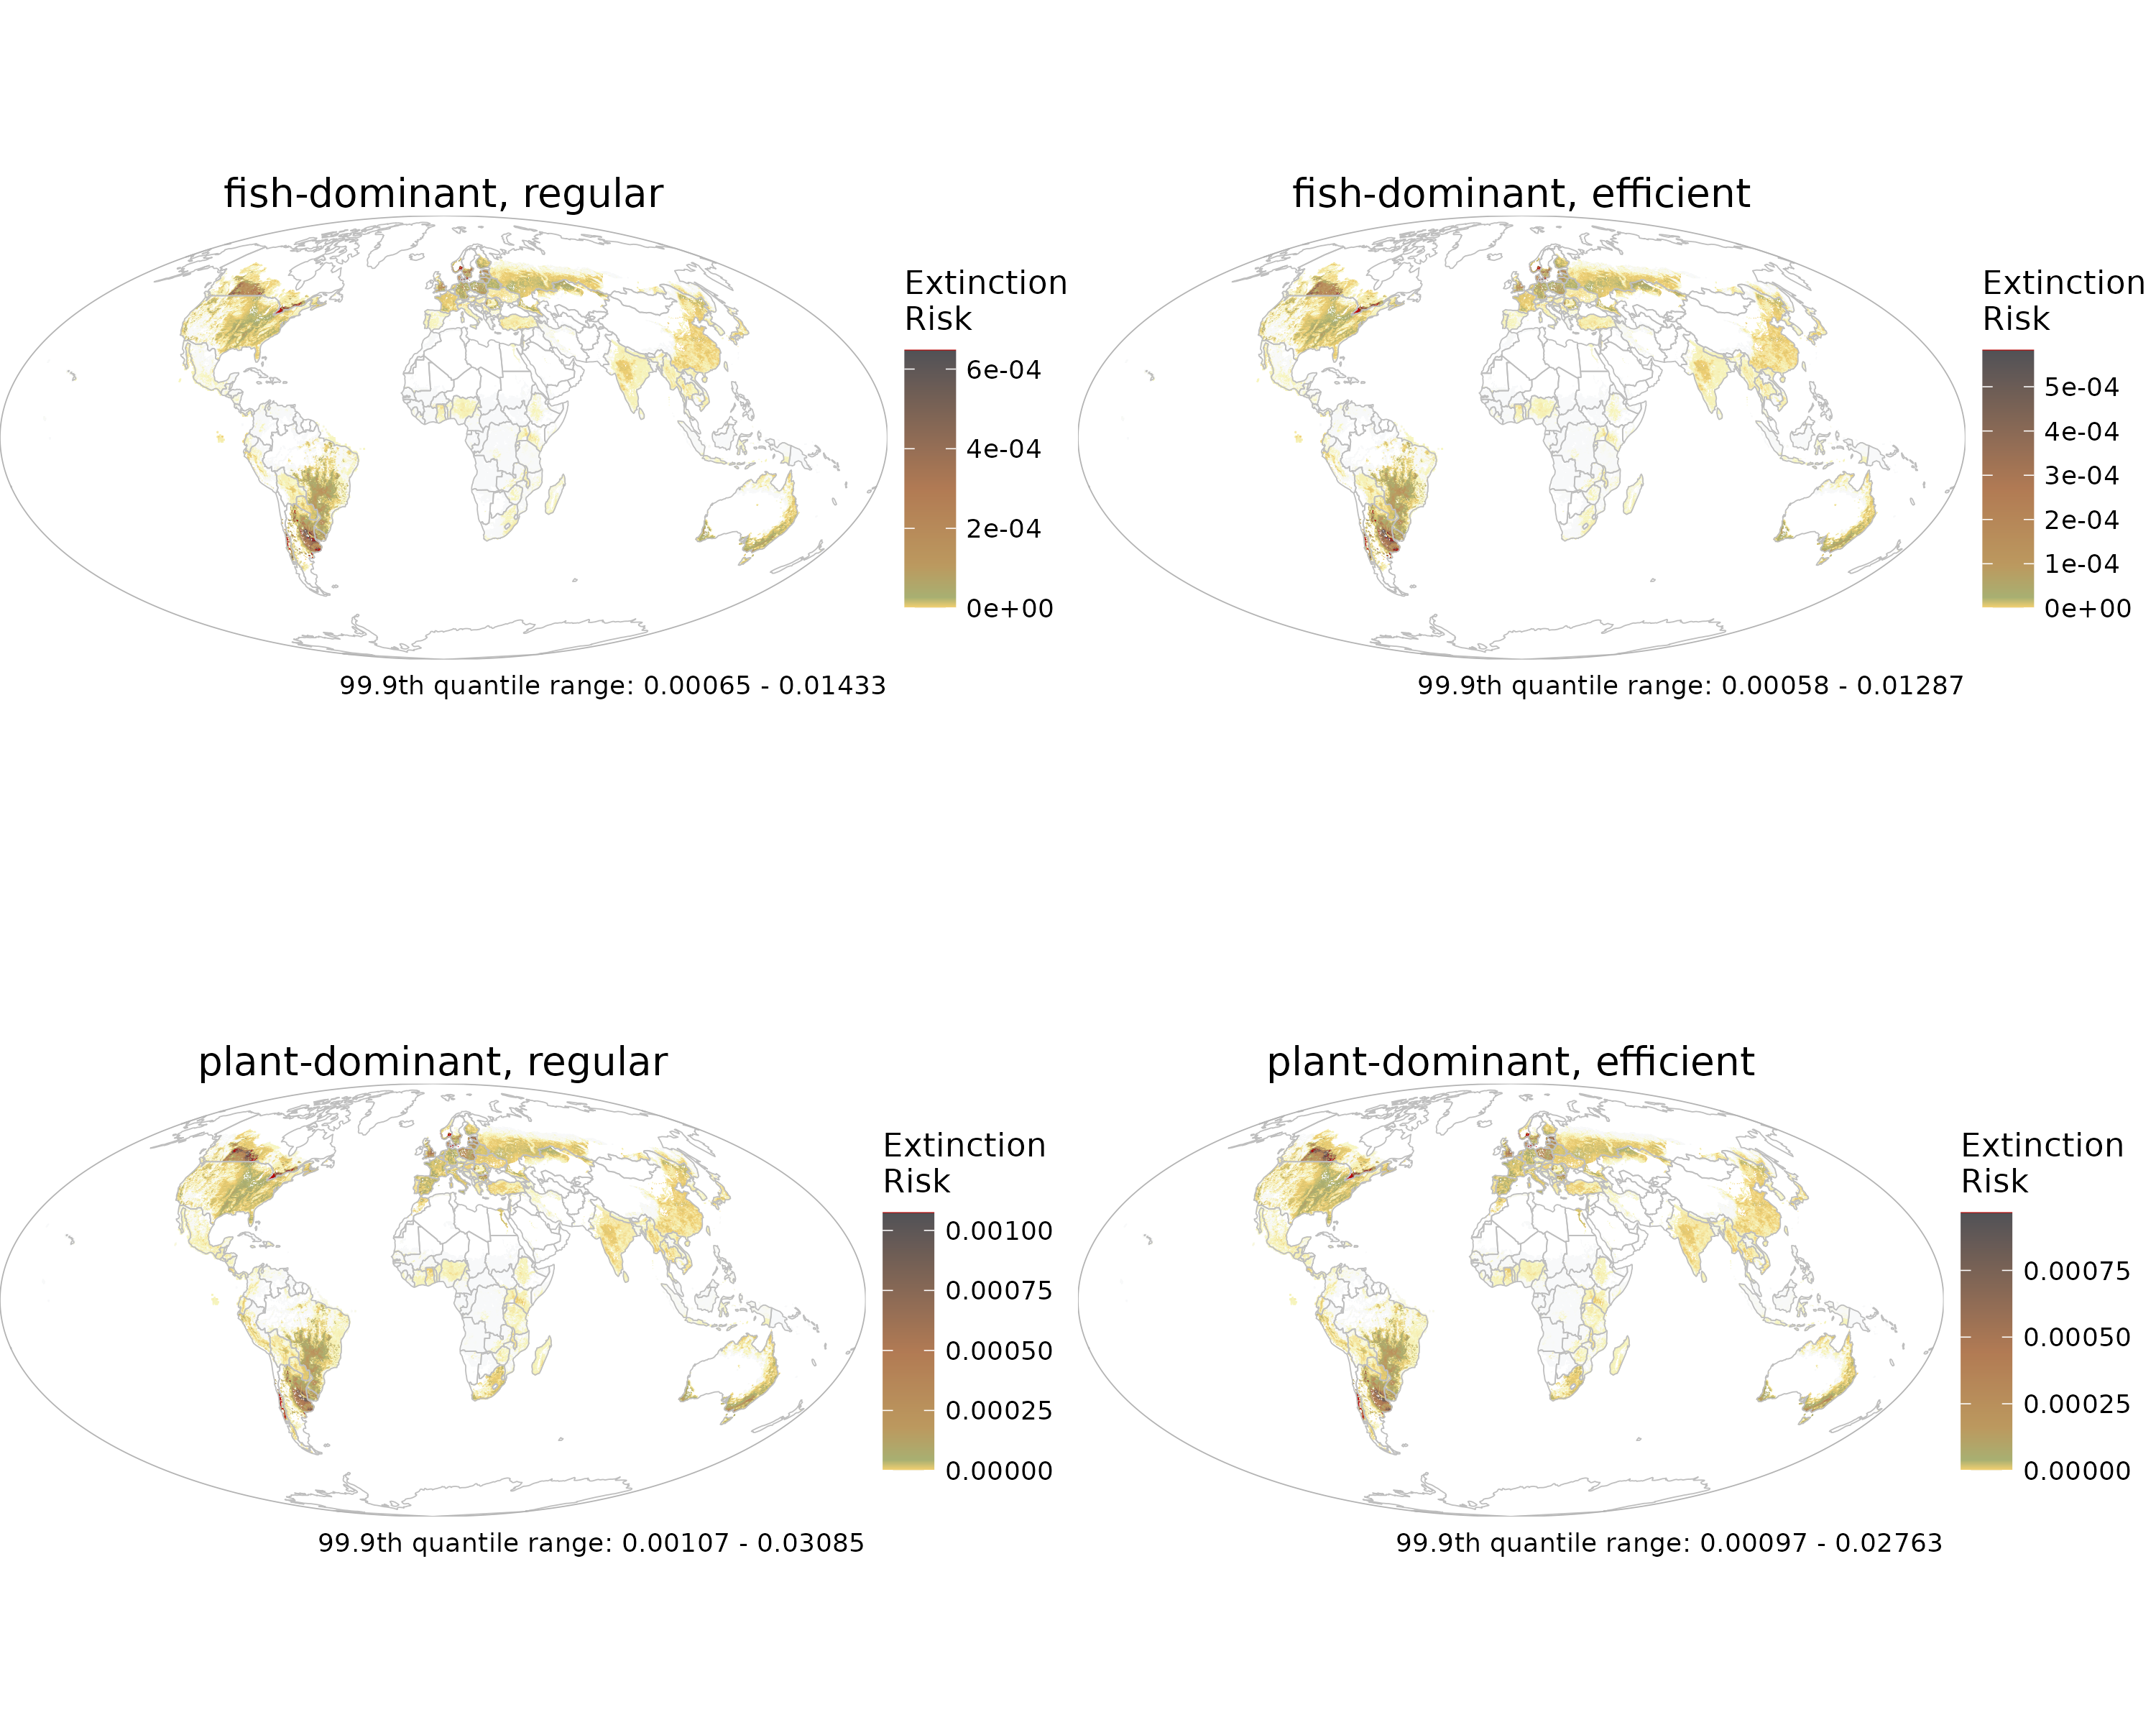 fish-dominant, regular
Extinction
Risk
6e-04
4e-04
2e-04
0e+00
99.9th quantile range: 0.00065 - 0.01433
fish-dominant, efficient
Extinction
Risk
5e-04
4e-04
3e-04
2e-04
1e-04
0e+00
99.9th quantile range: 0.00058 - 0.01287
plant-dominant, regular
Extinction
Risk
0.00100
0.00075
0.00050
0.00025
0.00000
99.9th quantile range: 0.00107 - 0.03085
plant-dominant, efficient
Extinction
Risk
0.00075
0.00050
0.00025
0.00000
99.9th quantile range: 0.00097 - 0.02763